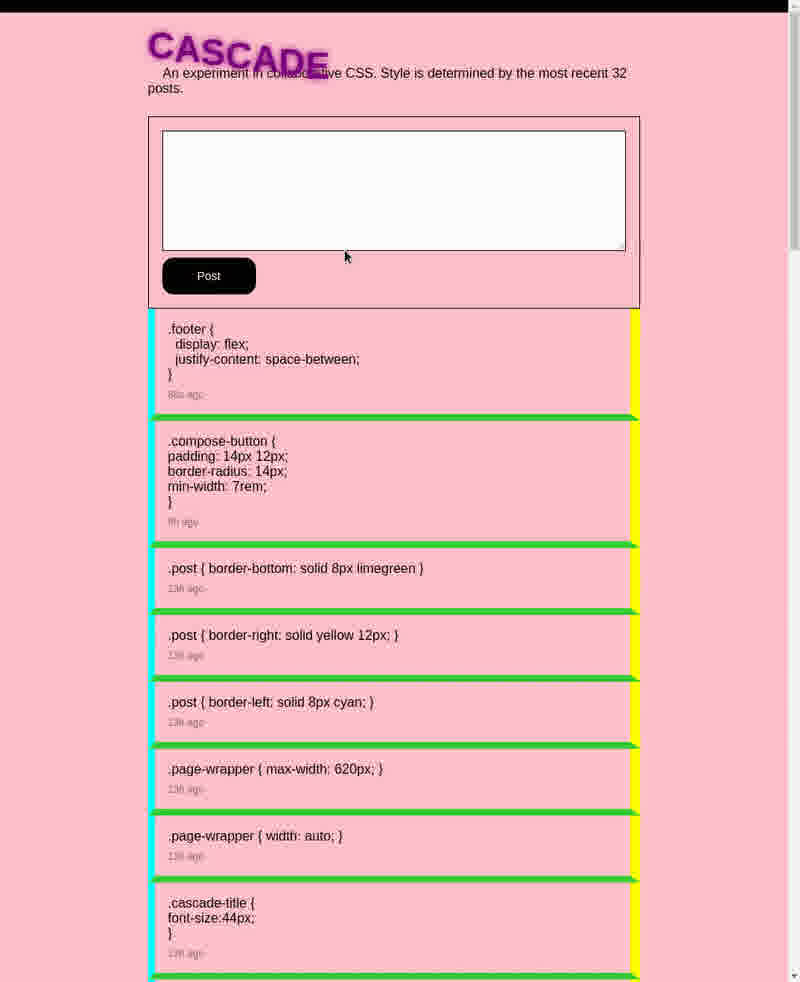 CASCADE
An experiment in collaborative CSS. Style is determined by the most recent 32
posts.
Post
.footer {
display: flex;
justify-content: space-between;
}
.compose-button {
padding: 14px 12px;
border-radius: 14px;
min-width: 7rem;
}
ago
.post { border-bottom: solid 8px limegreen }
13h ago
.post { border-right: solid yellow 12px; }
13h ago
.post { border-left: solid 8px cyan; }
13h ago
.page-wrapper { max-width: 620px; }
13h ago
.page-wrapper { width: auto; }
13h ago
.cascade-title {
font-size:44px;
}
13h ago